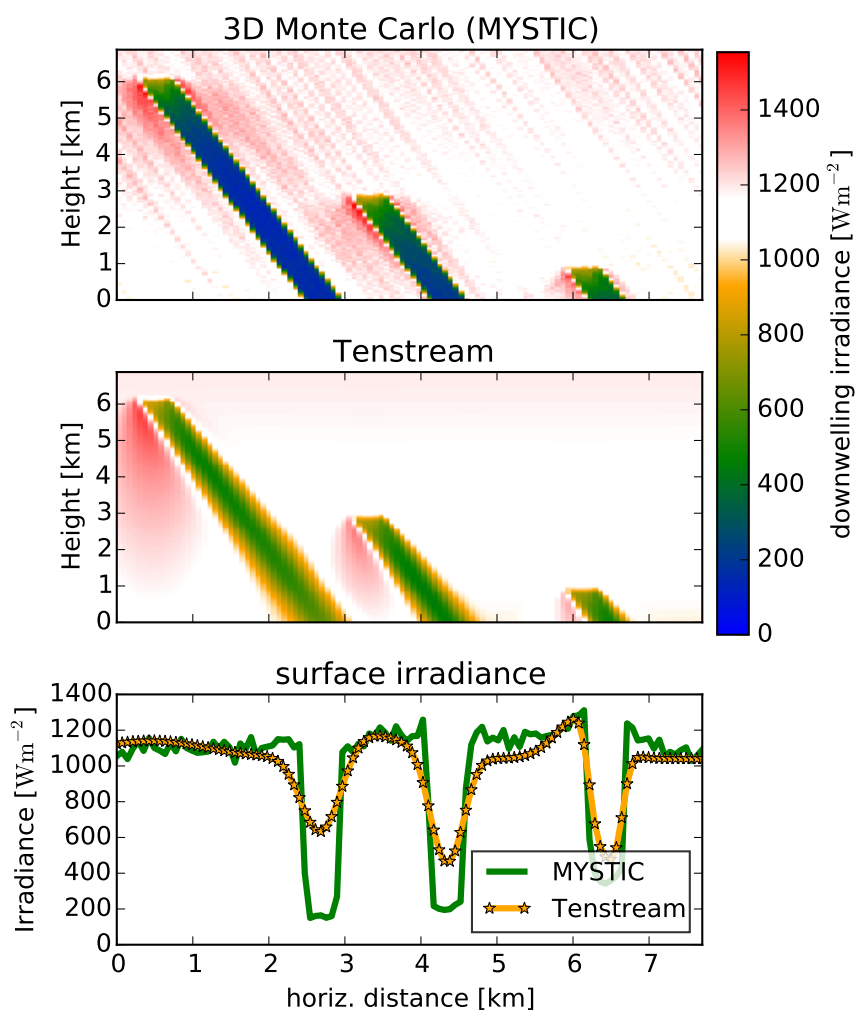 3D Monte Carlo (MYSTIC)
6
5
4
3
2
1
0
Height [km]
1400
1200
1000
800
600
400
200
0
downwelling irradiance [Wm⁻²]
Tenstream
6
5
4
3
2
1
0
Height [km]
surface irradiance
1400
1200
1000
800
600
400
200
0
Irradiance [Wm⁻²]
MYSTIC
Tenstream
0 1 2 3 4 5 6 7
horiz. distance [km]